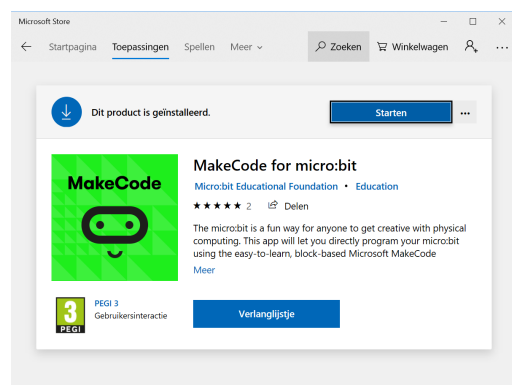 Microsoft Store
Startpagina Toepassingen Spellen Meer Zoeken Winkelwagen
Dit product is geïnstalleerd. Starten
MakeCode
MakeCode for micro:bit
Micro:bit Educational Foundation • Education
★★★★★ 2 Delen
The micro:bit is a fun way for anyone to get creative with physical
computing. This app will let you directly program your micro:bit
using the easy-to-learn, block-based Microsoft MakeCode
Meer
3
PEGI
PEGI 3
Gebruikersinteractie
Verlanglijstje